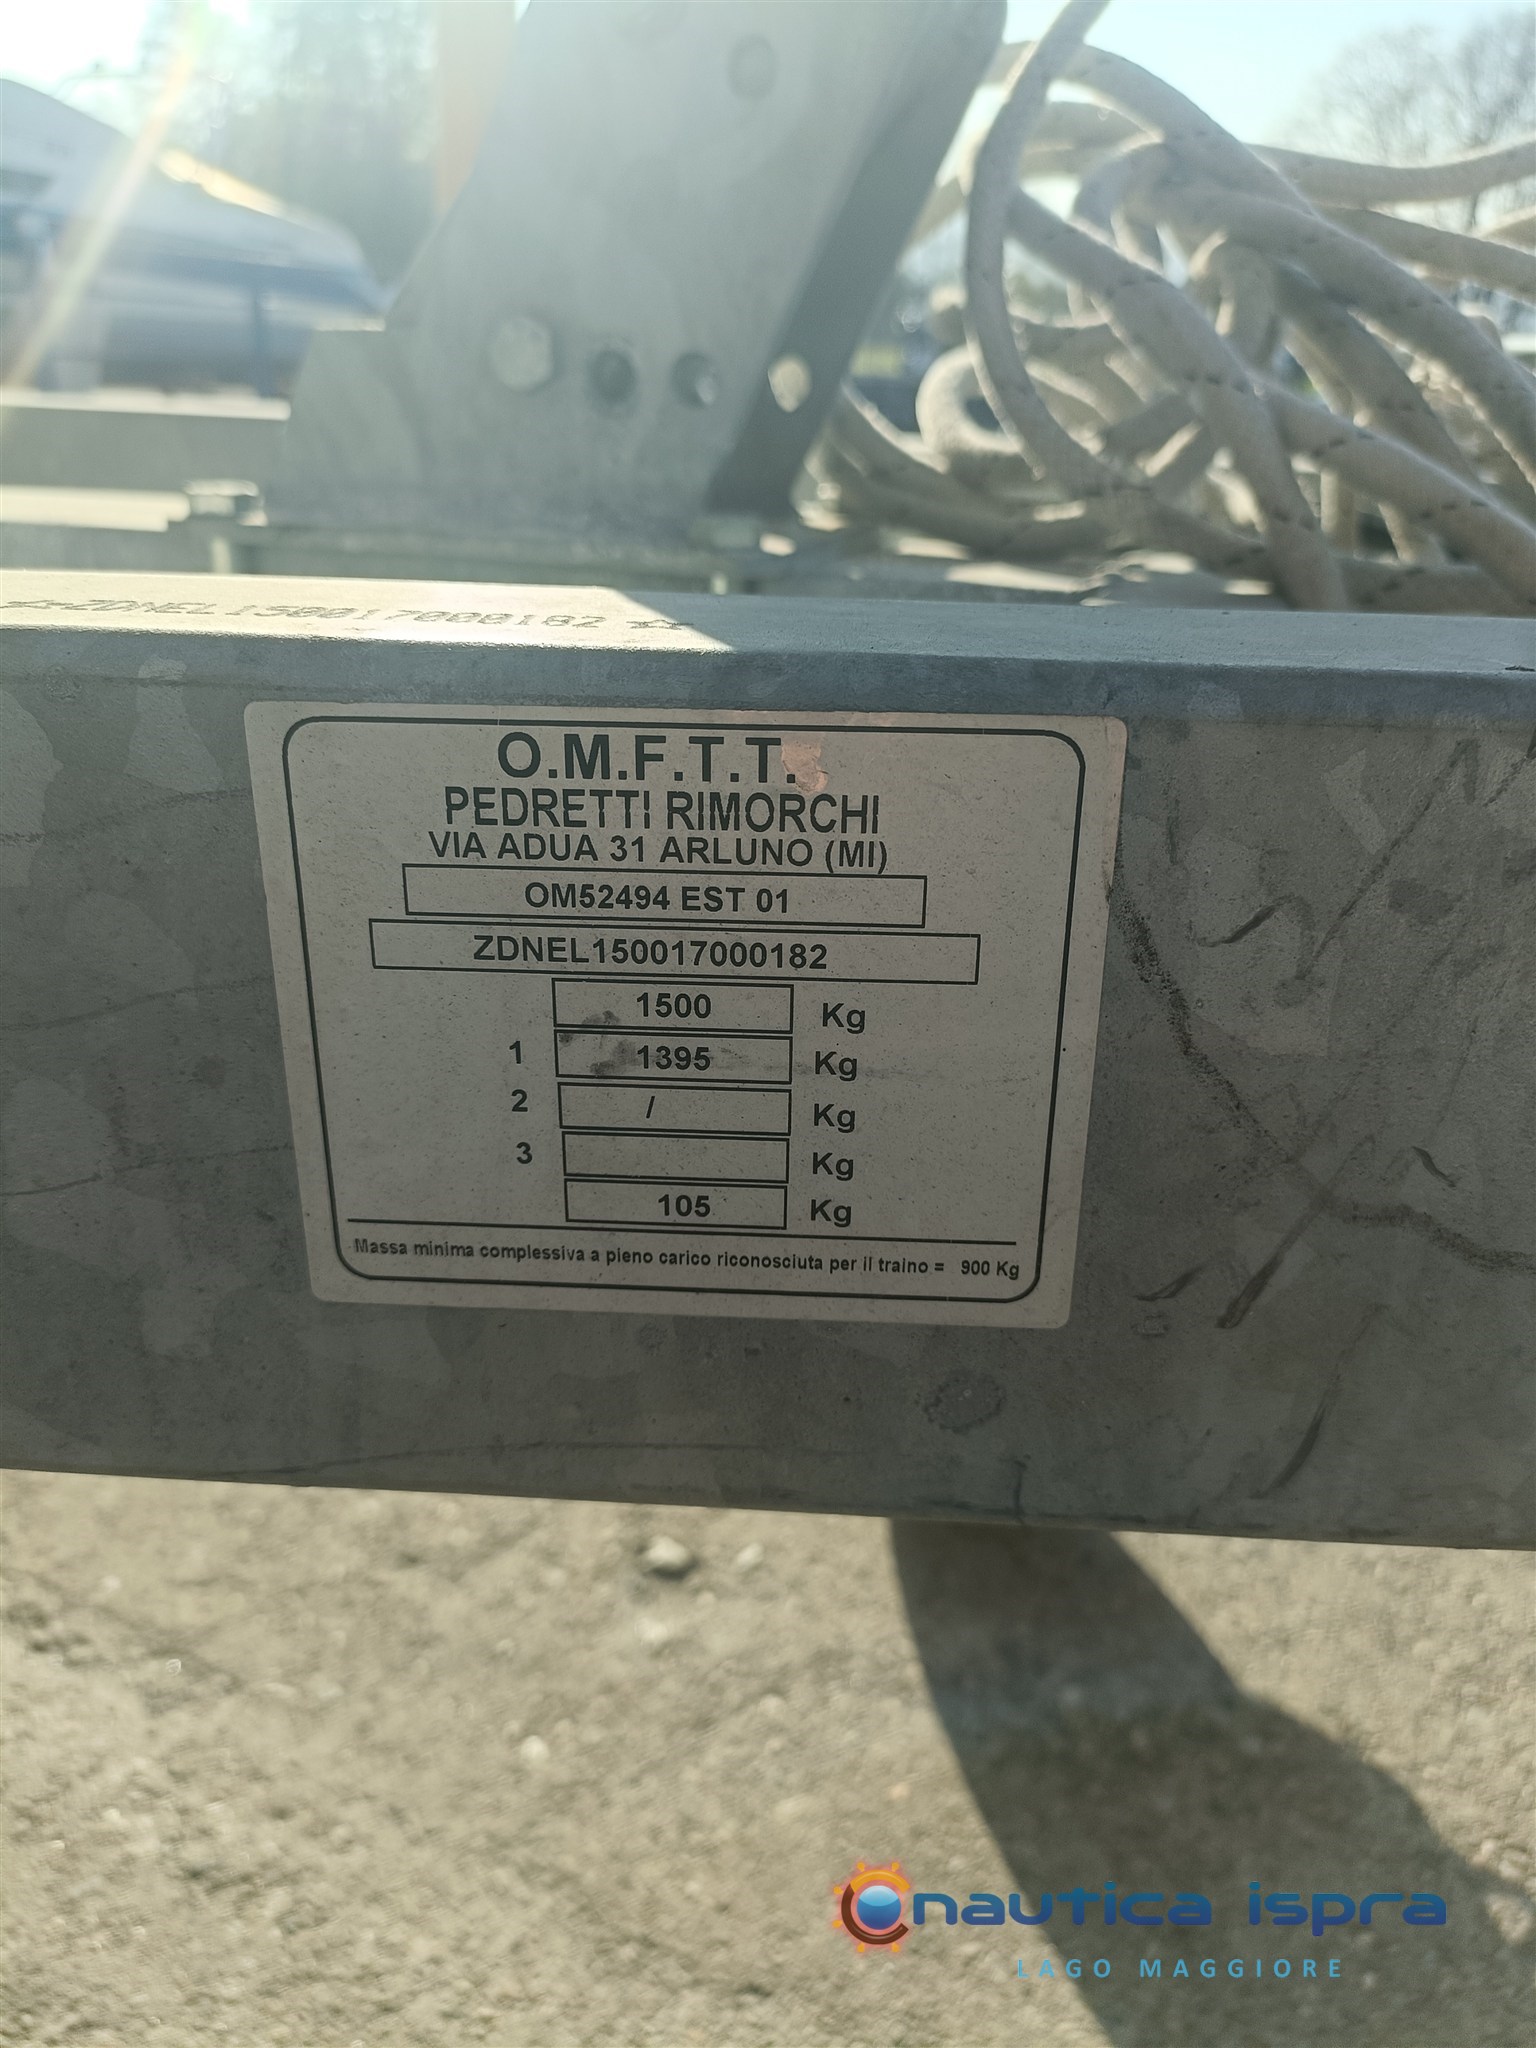 ☆ZDNEL150017000182☆
O.M.F.T.T.
PEDRETTI RIMORCHI
VIA ADUA 31 ARLUNO (MI)
OM52494 EST 01
ZDNEL150017000182
1500 Kg
1 1395 Kg
2 / Kg
3 Kg
105 Kg
Massa minima complessiva a pieno carico riconosciuta per il traino = 900 Kg
nautica ispra
LAGO MAGGIORE